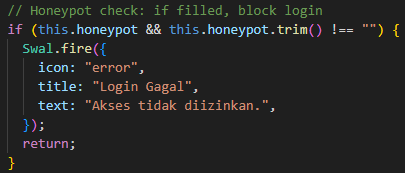 // Honeypot check: if filled, block login
if (this.honeypot && this.honeypot.trim() !== "") {
  Swal.fire({
    icon: "error",
    title: "Login Gagal",
    text: "Akses tidak diizinkan.",
  });
  return;
}